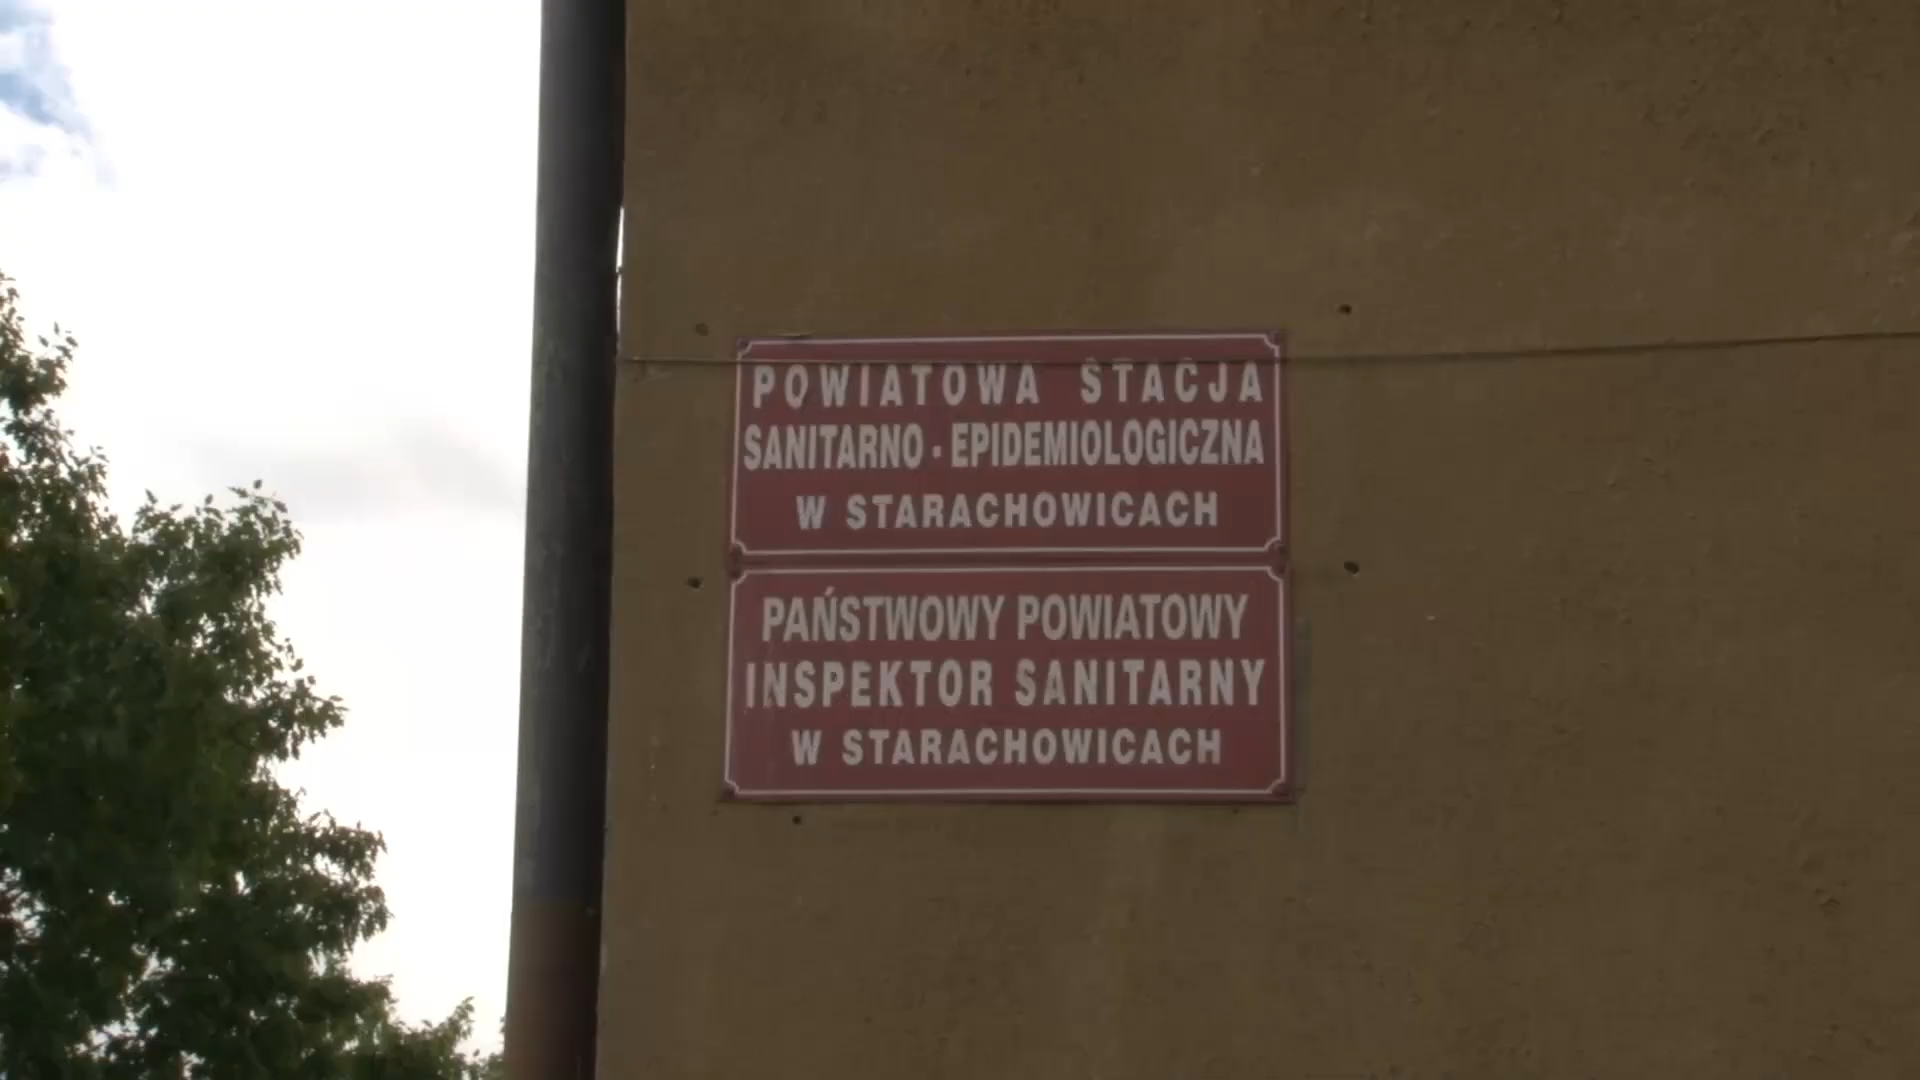 POWIATOWA STACJA
SANITARNO - EPIDEMIOLOGICZNA
W STARACHOWICACH
PAŃSTWOWY POWIATOWY
INSPEKTOR SANITARNY
W STARACHOWICACH